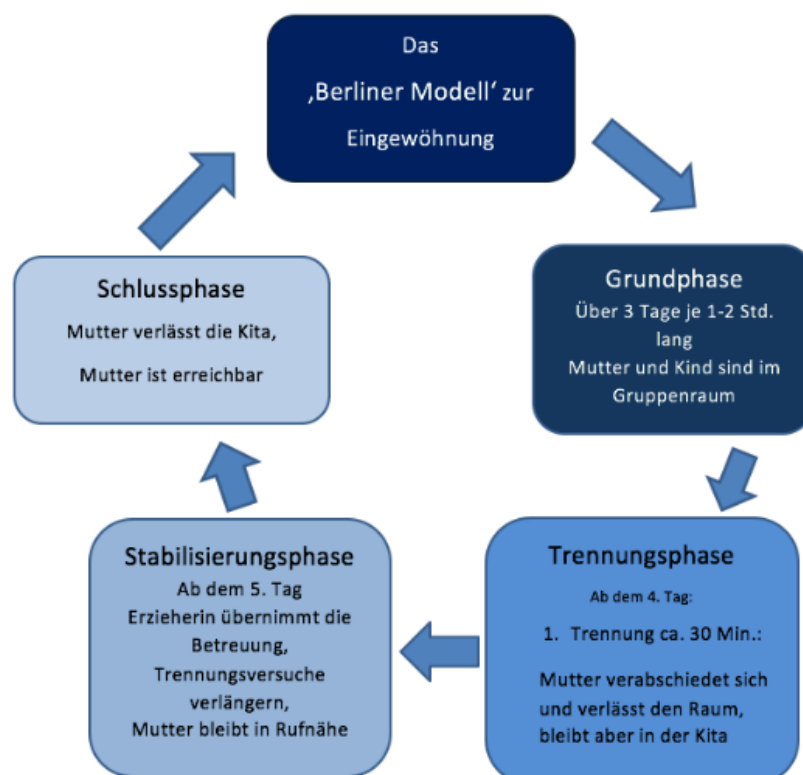 Das
‚Berliner Modell‘ zur
Eingewöhnung
Grundphase
Über 3 Tage je 1-2 Std.
lang
Mutter und Kind sind im
Gruppenraum
Trennungsphase
Ab dem 4. Tag:
1. Trennung ca. 30 Min.:
Mutter verabschiedet sich
und verlässt den Raum,
bleibt aber in der Kita
Stabilisierungsphase
Ab dem 5. Tag
Erzieherin übernimmt die
Betreuung,
Trennungsversuche
verlängern,
Mutter bleibt in Rufnähe
Schlussphase
Mutter verlässt die Kita,
Mutter ist erreichbar